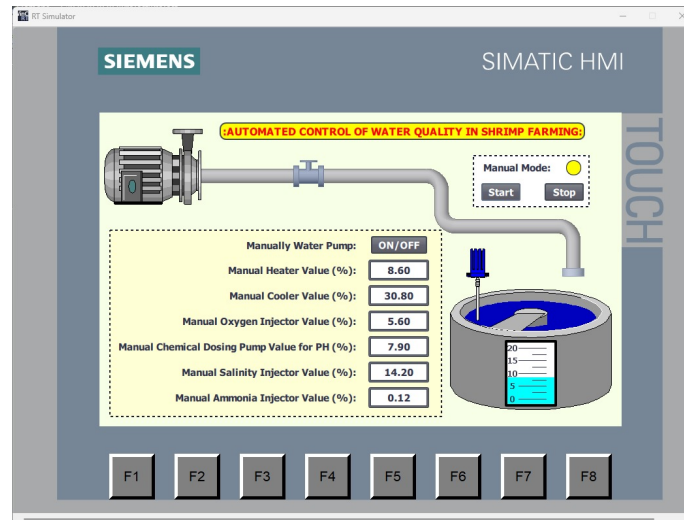 RT Simulator
SIEMENS
SIMATIC HMI
TOUCH
:AUTOMATED CONTROL OF WATER QUALITY IN SHRIMP FARMING:
Manual Mode:
Start Stop
Manually Water Pump: ON/OFF
Manual Heater Value (%): 8.60
Manual Cooler Value (%): 30.80
Manual Oxygen Injector Value (%): 5.60
Manual Chemical Dosing Pump Value for PH (%): 7.90
Manual Salinity Injector Value (%): 14.20
Manual Ammonia Injector Value (%): 0.12
20
15
10
5
0
F1 F2 F3 F4 F5 F6 F7 F8